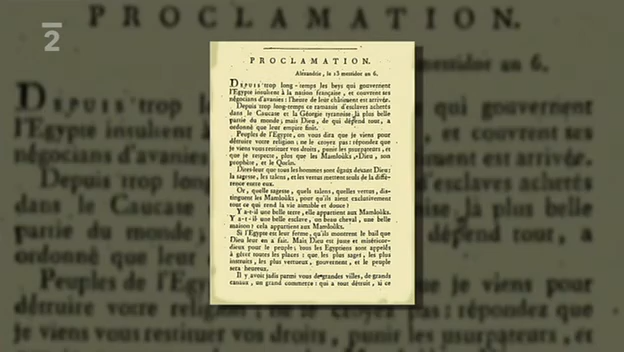 2
PROCLAMATION.
Alexandrie, le 13 messidor an 6.
Depuis trop long-temps les beys qui gouvernent
l'Egypte insultent à la nation française, et couvrent ses
négocians d'avanies: l'heure de leur châtiment est arrivée.
Depuis trop long-temps ce ramassis d'esclaves achetés
dans le Caucase et la Géorgie tyrannise la plus belle
partie du monde; mais Dieu, de qui dépend tout, a
ordonné que leur empire finît.
Peuples de l'Egypte, on vous dira que je viens pour
détruire votre religion; ne le croyez pas: répondez que
je viens vous restituer vos droits, punir les usurpateurs, et
que je respecte, plus que les Mamloûks, Dieu, son
prophète, et le Qorân.
Dites-leur que tous les hommes sont égaux devant Dieu:
la sagesse, les talens, et les vertus mettent seuls de la diffé-
rence entre eux.
Or, quelle sagesse, quels talens, quelles vertus, dis-
tinguent les Mamloûks, pour qu'ils aient exclusivement
tout ce qui rend la vie aimable et douce?
Y a-t-il une belle terre, elle appartient aux Mamloûks.
Y a-t-il une belle esclave, un beau cheval, une belle
maison? cela appartient aux Mamloûks.
Si l'Egypte est leur ferme, qu'ils montrent le bail que
Dieu leur en a fait. Mais Dieu est juste et miséricor-
dieux pour le peuple; tous les Egyptiens sont appelés
à gérer toutes les places: que les plus sages, les plus
instruits, les plus vertueux, gouvernent, et le peuple
sera heureux.
Il y avoit jadis parmi vous de grandes villes, de grands
canaux, un grand commerce: qui a tout détruit, si ce